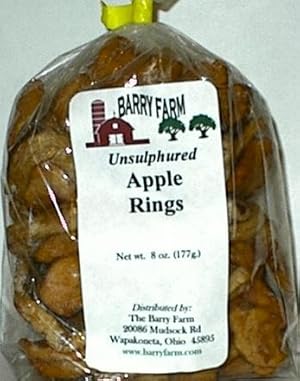 BARRY FARM
Unsulphured
Apple
Rings
Net wt. 8 oz. (177g.)
Distributed by:
The Barry Farm
20086 Mudsock Rd
Wapakoneta, Ohio 45895
www.barryfarm.com